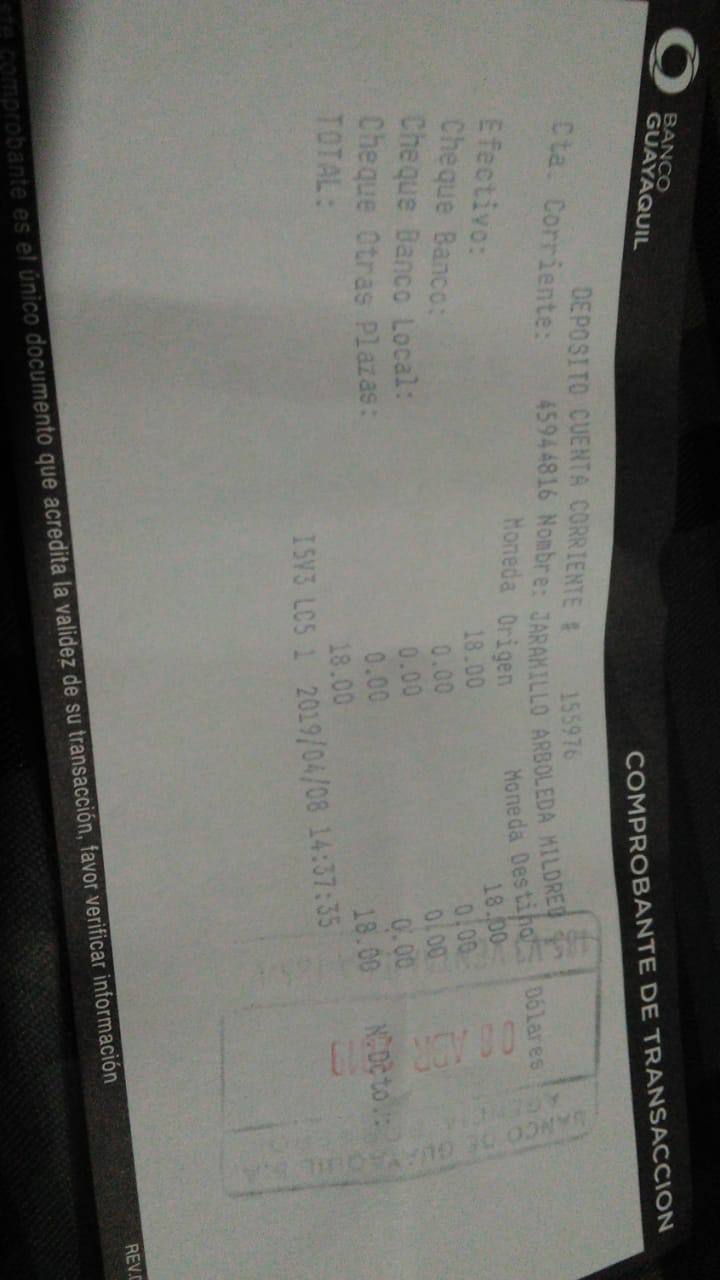 BANCO
GUAYAQUIL
COMPROBANTE DE TRANSACCION
DEPOSITO CUENTA CORRIENTE # 155976
Cta. Corriente: 45944816 Nombre: JARAMILLO ARBOLEDA MILDRED
Moneda Origen Moneda Destino Dólares
Efectivo: 18.00 18.00
Cheque Banco: 0.00 0.00
Cheque Banco Local: 0.00 0.00
Cheque Otras Plazas: 0.00 0.00
TOTAL: 18.00 18.00 N.Dcto.:
ISV3 LC5 1 2019/04/08 14:37:35
BANCO DE GUAYAQUIL S.A
AGENCIA
08 ABR 2019
ste comprobante es el único documento que acredita la validez de su transacción, favor verificar información
REV.